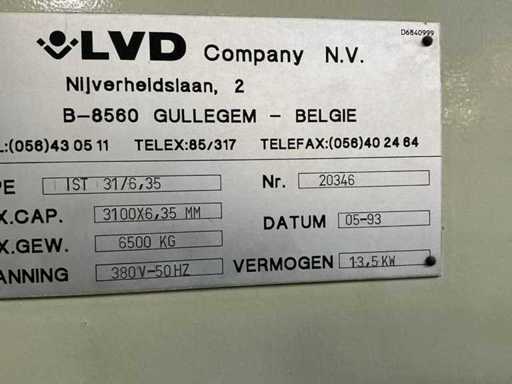 D6840999
LVD Company N.V.
Nijverheidslaan, 2
B-8560 GULLEGEM - BELGIE
L:(056)43 05 11 TELEX:85/317 TELEFAX:(056)40 24 64
PE IST 31/6,35 Nr. 20346
X.CAP. 3100X6,35 MM DATUM 05-93
X.GEW. 6500 KG
ANNING 380V-50HZ VERMOGEN 13,5KW